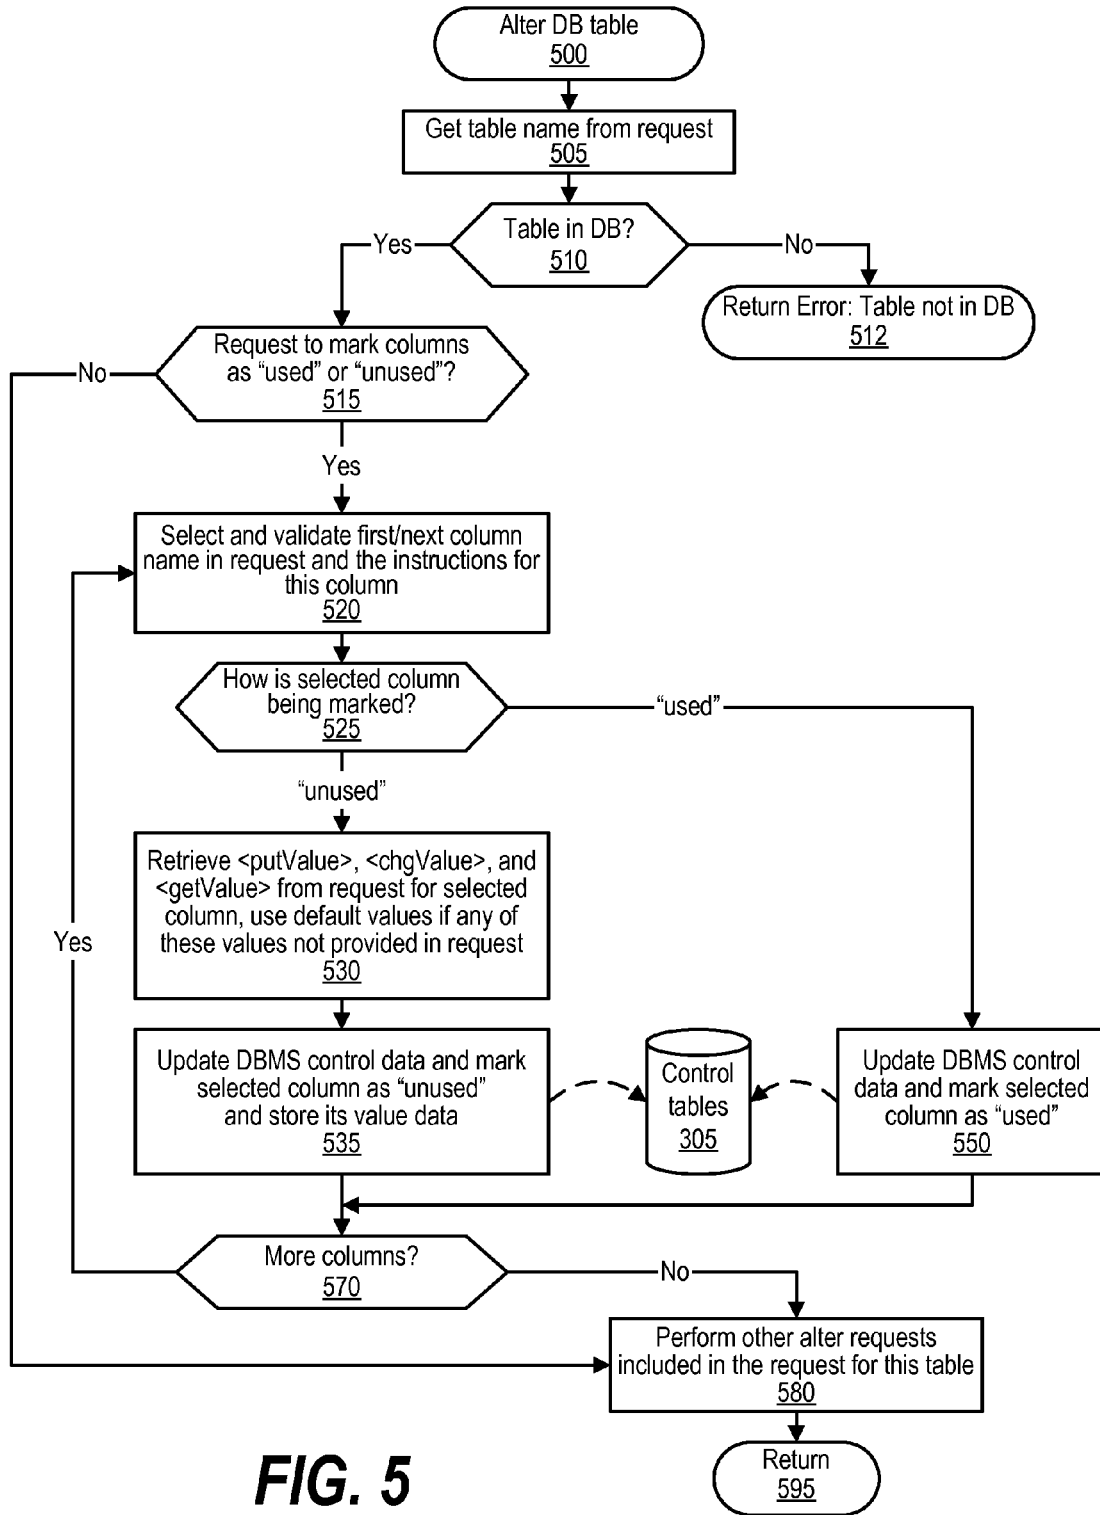 Alter DB table
500
Get table name from request
505
Table in DB?
510
Yes
No
Return Error: Table not in DB
512
Request to mark columns
as “used” or “unused”?
515
No
Yes
Select and validate first/next column
name in request and the instructions for
this column
520
How is selected column
being marked?
525
“used”
“unused”
Retrieve <putValue>, <chgValue>, and
<getValue> from request for selected
column, use default values if any of
these values not provided in request
530
Yes
Update DBMS control data and mark
selected column as “unused”
and store its value data
535
Control
tables
305
Update DBMS control
data and mark selected
column as “used”
550
More columns?
570
No
Perform other alter requests
included in the request for this table
580
Return
595
FIG. 5